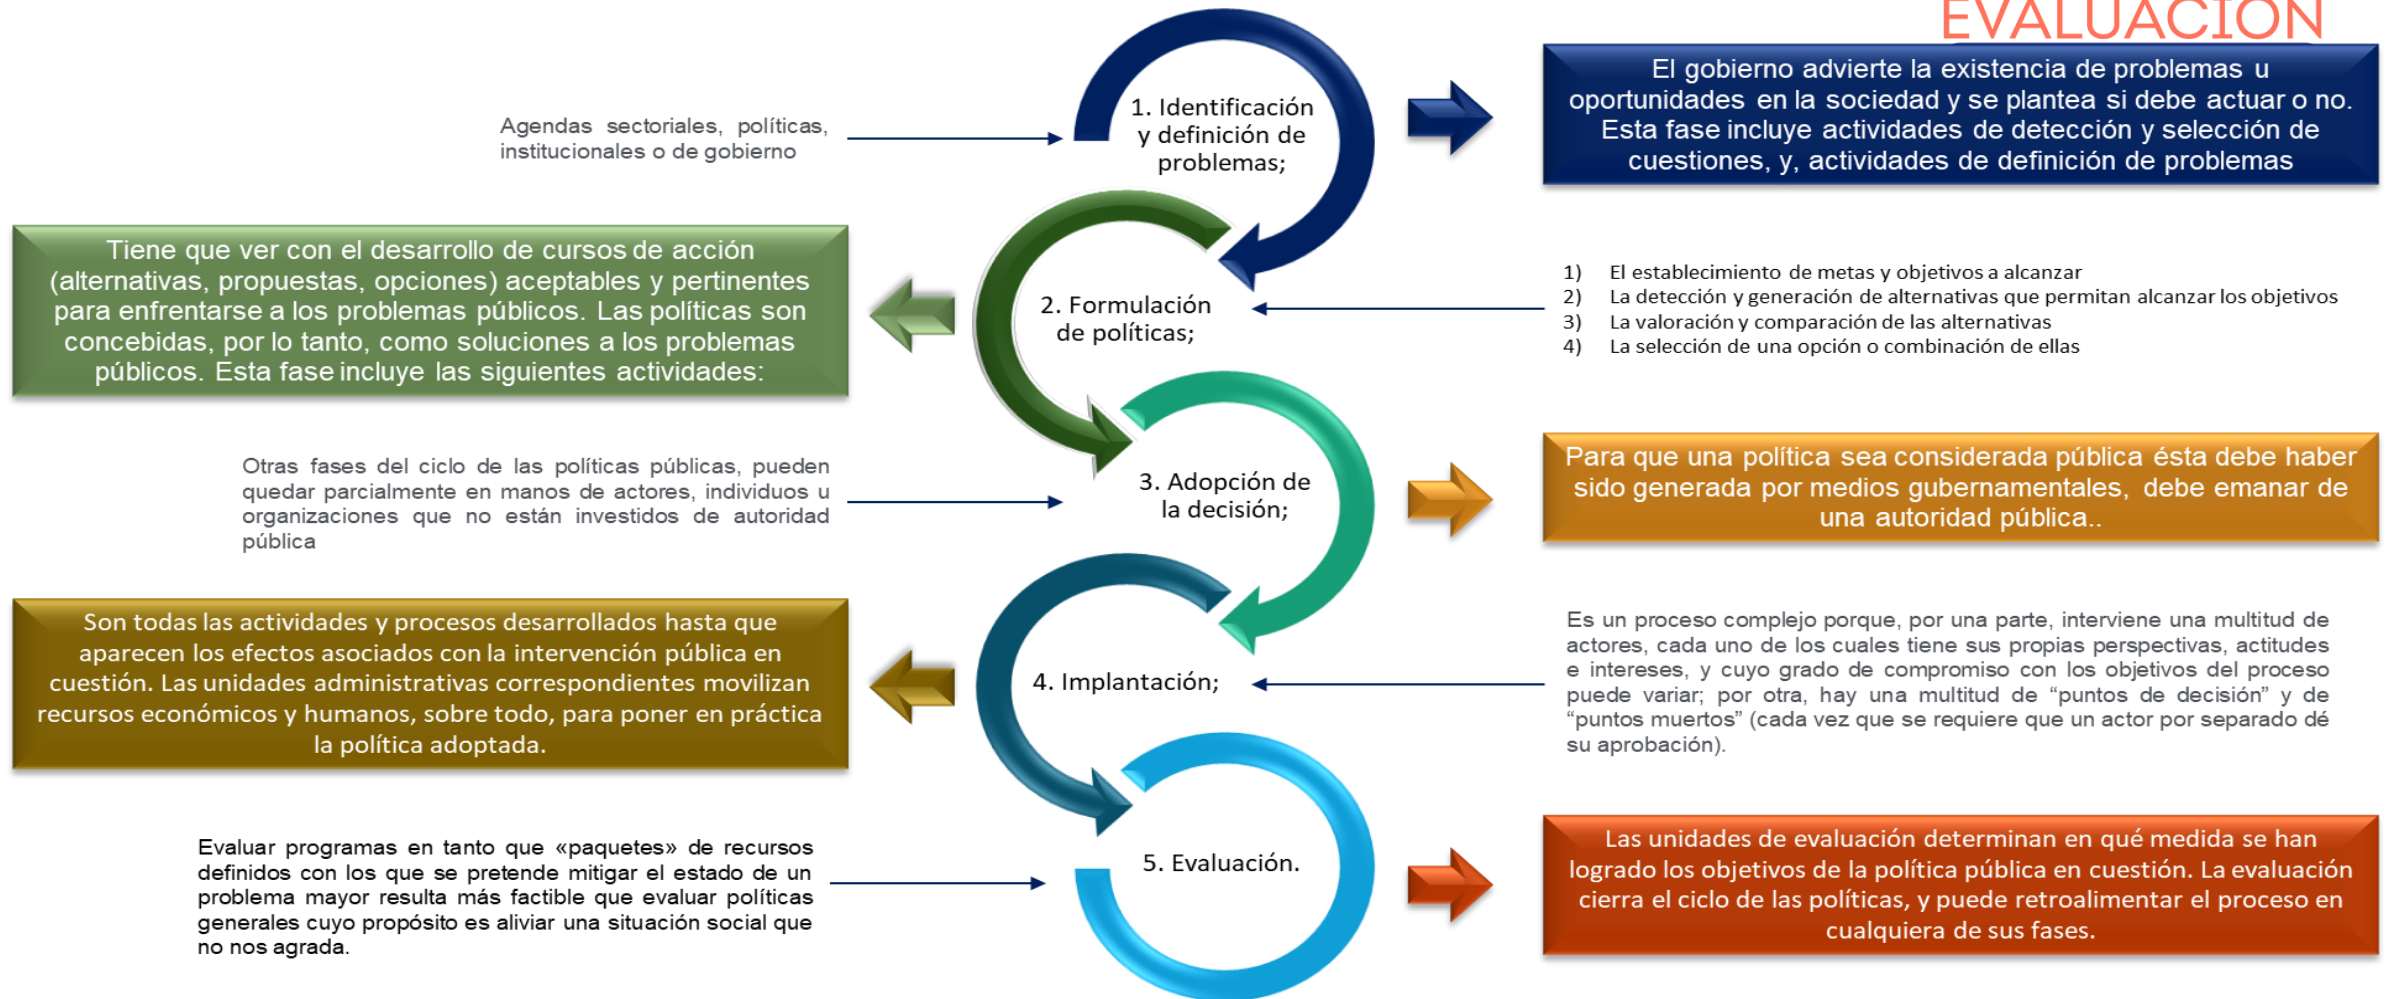 EVALUACIÓN
1. Identificación
y definición de
problemas;
El gobierno advierte la existencia de problemas u
oportunidades en la sociedad y se plantea si debe actuar o no.
Esta fase incluye actividades de detección y selección de
cuestiones, y, actividades de definición de problemas
Agendas sectoriales, políticas,
institucionales o de gobierno
Tiene que ver con el desarrollo de cursos de acción
(alternativas, propuestas, opciones) aceptables y pertinentes
para enfrentarse a los problemas públicos. Las políticas son
concebidas, por lo tanto, como soluciones a los problemas
públicos. Esta fase incluye las siguientes actividades:
2. Formulación
de políticas;
1) El establecimiento de metas y objetivos a alcanzar
2) La detección y generación de alternativas que permitan alcanzar los objetivos
3) La valoración y comparación de las alternativas
4) La selección de una opción o combinación de ellas
Otras fases del ciclo de las políticas públicas, pueden
quedar parcialmente en manos de actores, individuos u
organizaciones que no están investidos de autoridad
pública
3. Adopción de
la decisión;
Para que una política sea considerada pública ésta debe haber
sido generada por medios gubernamentales, debe emanar de
una autoridad pública..
Son todas las actividades y procesos desarrollados hasta que
aparecen los efectos asociados con la intervención pública en
cuestión. Las unidades administrativas correspondientes movilizan
recursos económicos y humanos, sobre todo, para poner en práctica
la política adoptada.
4. Implantación;
Es un proceso complejo porque, por una parte, interviene una multitud de
actores, cada uno de los cuales tiene sus propias perspectivas, actitudes
e intereses, y cuyo grado de compromiso con los objetivos del proceso
puede variar; por otra, hay una multitud de “puntos de decisión” y de
“puntos muertos” (cada vez que se requiere que un actor por separado dé
su aprobación).
Evaluar programas en tanto que «paquetes» de recursos
definidos con los que se pretende mitigar el estado de un
problema mayor resulta más factible que evaluar políticas
generales cuyo propósito es aliviar una situación social que
no nos agrada.
5. Evaluación.
Las unidades de evaluación determinan en qué medida se han
logrado los objetivos de la política pública en cuestión. La evaluación
cierra el ciclo de las políticas, y puede retroalimentar el proceso en
cualquiera de sus fases.